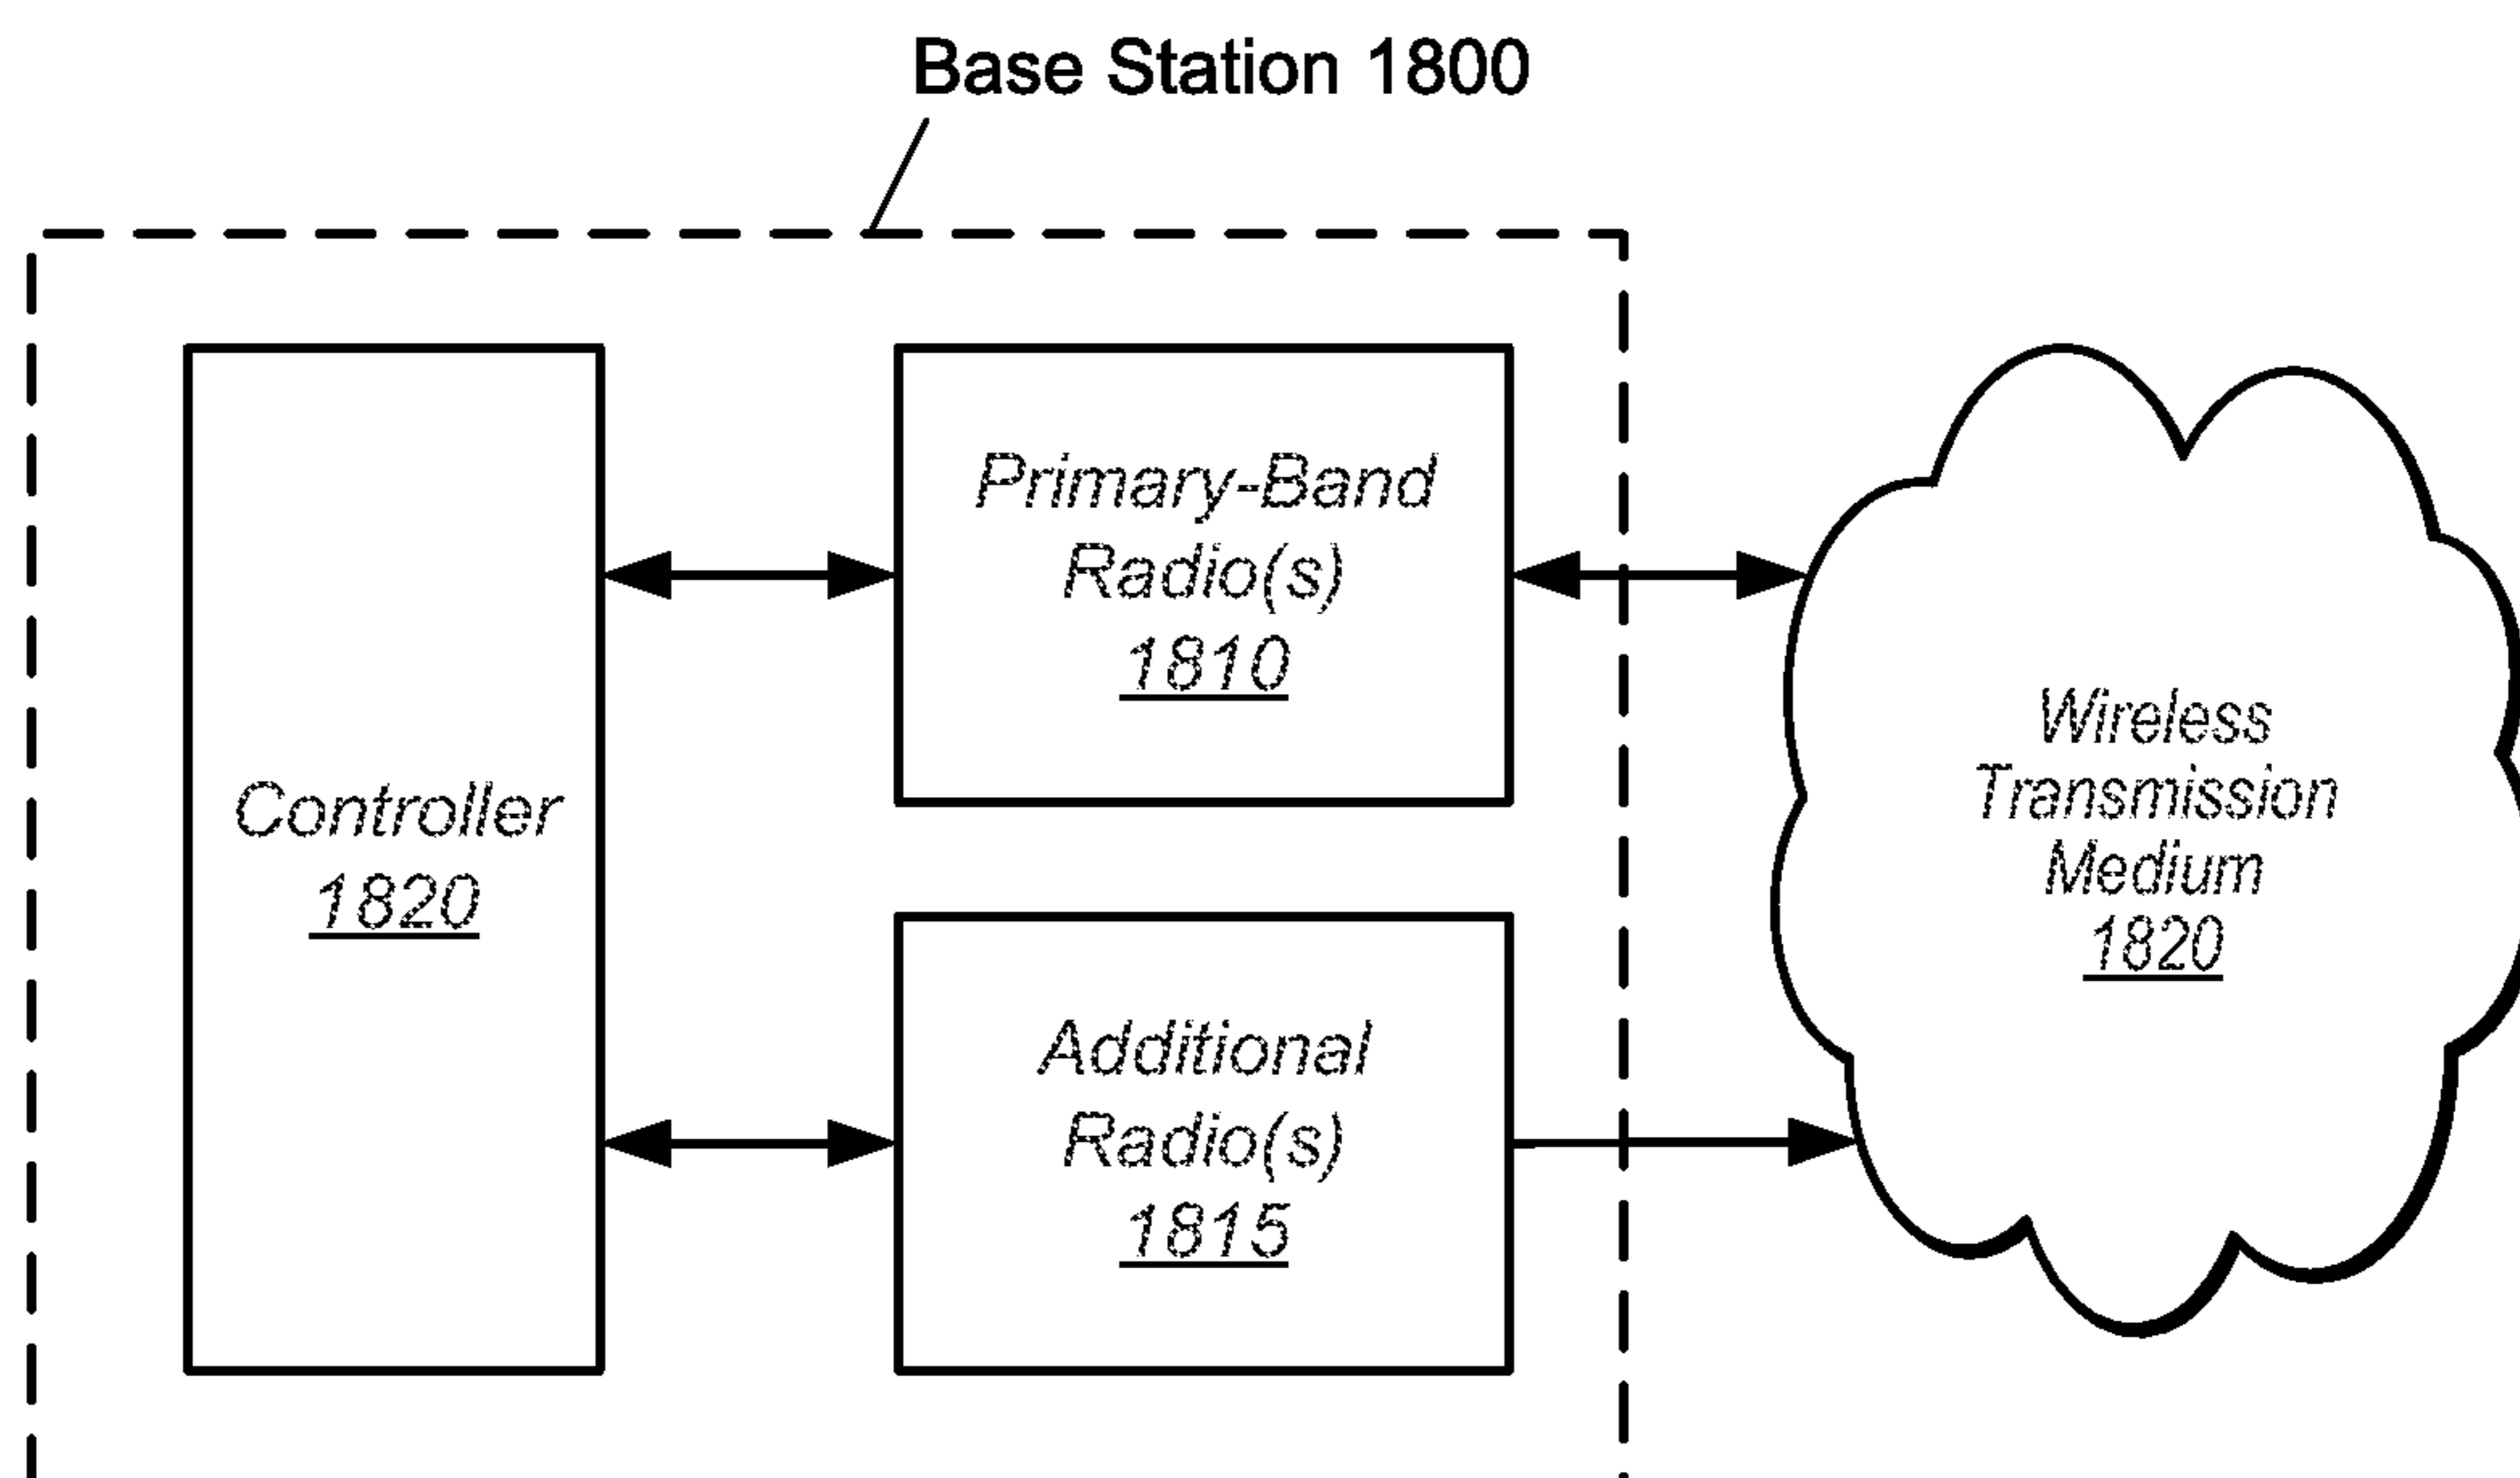 Base Station 1800
Primary-Band
Radio(s)
1810
Controller
1820
Additional
Radio(s)
1815
Wireless
Transmission
Medium
1820